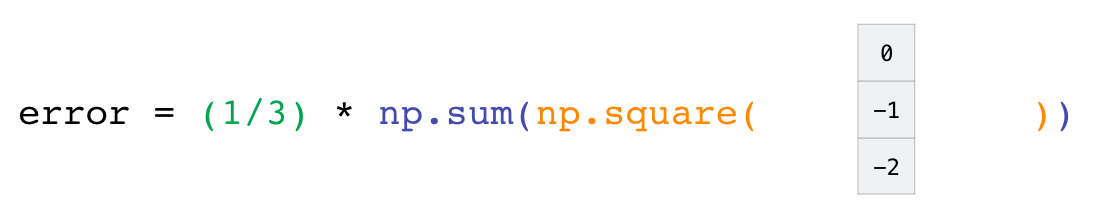 0
error = (1/3) * np.sum(np.square( -1 ))
-2